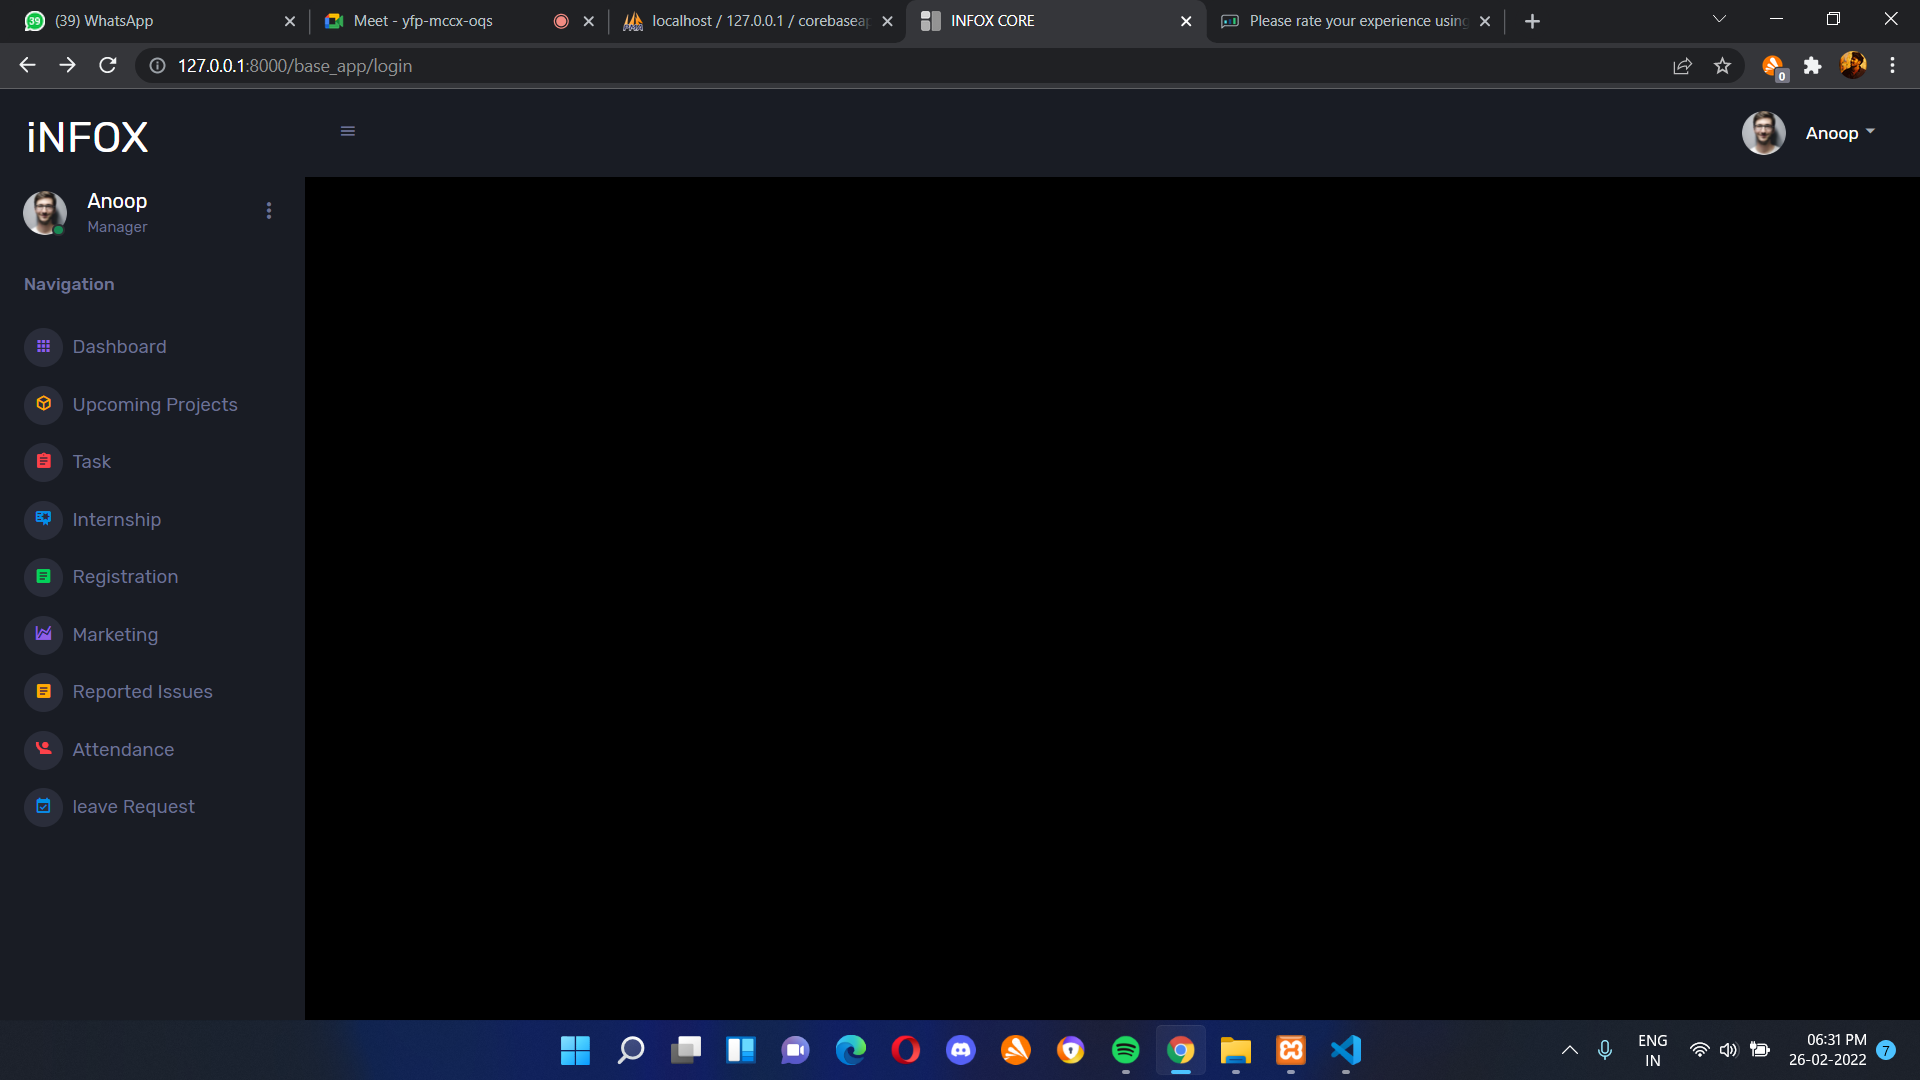 (39) WhatsApp
Meet - yfp-mccx-oqs
localhost / 127.0.0.1 / corebaseap
INFOX CORE
Please rate your experience using
127.0.0.1:8000/base_app/login
0
iNFOX
Anoop
Anoop
Manager
Navigation
Dashboard
Upcoming Projects
Task
Internship
Registration
Marketing
Reported Issues
Attendance
leave Request
ENG
IN
06:31 PM
26-02-2022
7